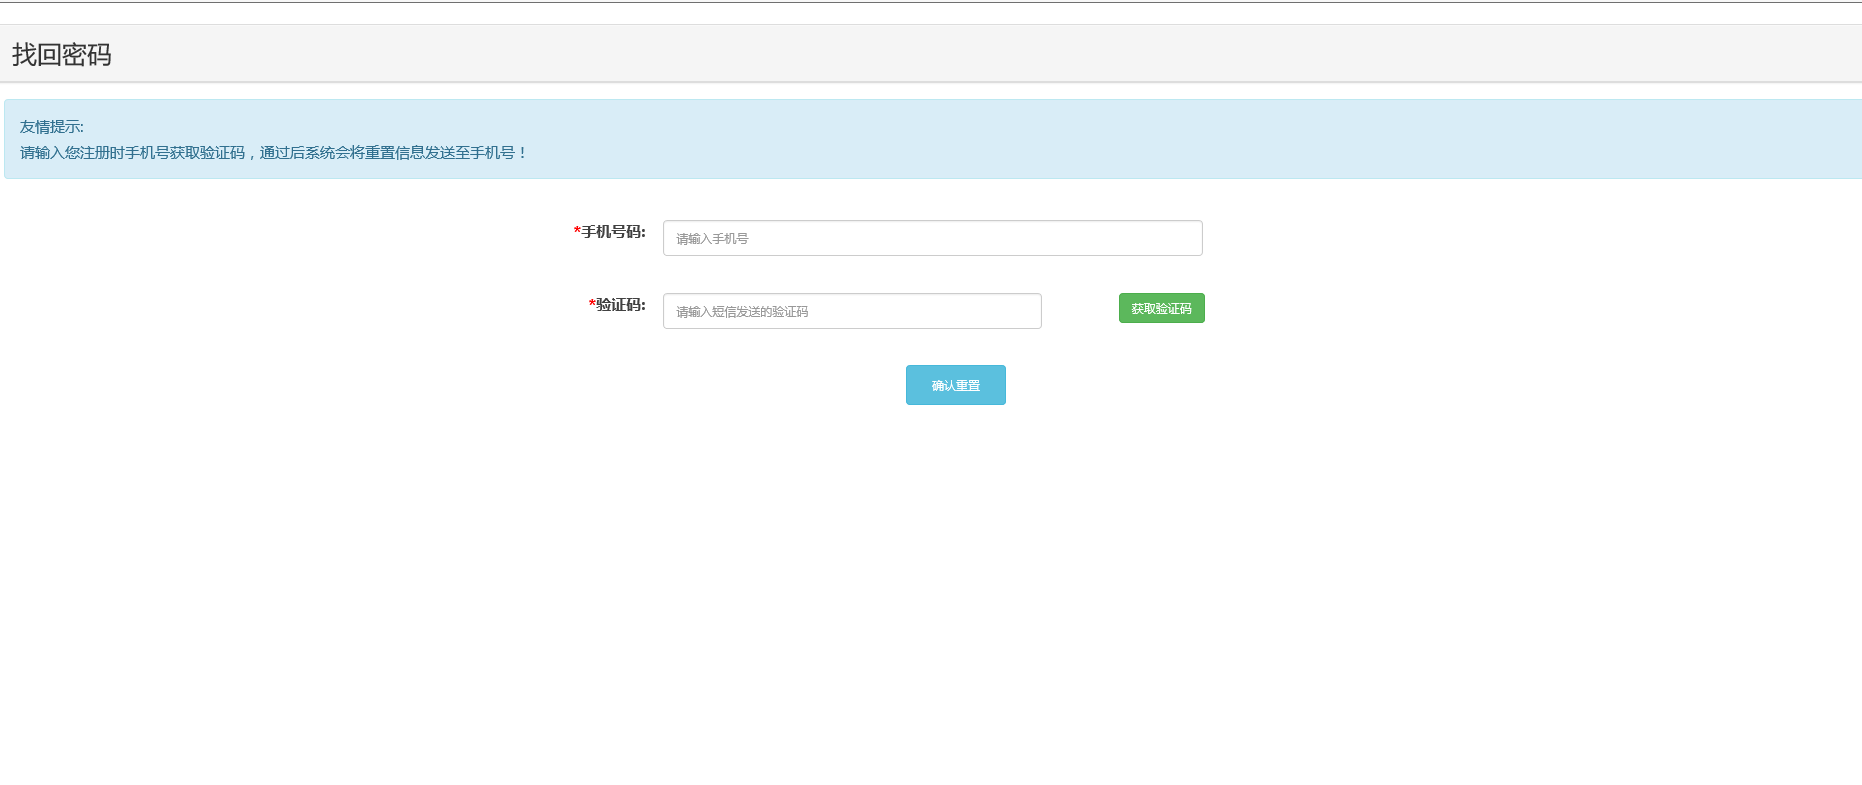 找回密码
友情提示:
请输入您注册时手机号获取验证码，通过后系统会将重置信息发送至手机号！
*手机号码:
请输入手机号
*验证码:
请输入短信发送的验证码
获取验证码
确认重置